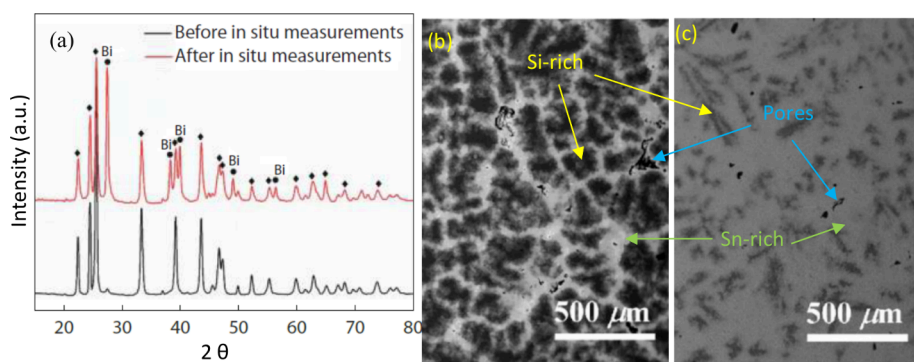 (a)
Before in situ measurements
After in situ measurements
Bi
Bi
Bi
Bi
Bi
Intensity (a.u.)
20 30 40 50 60 70 80
2 θ
(b)
Si-rich
Sn-rich
500 μm
(c)
Pores
500 μm